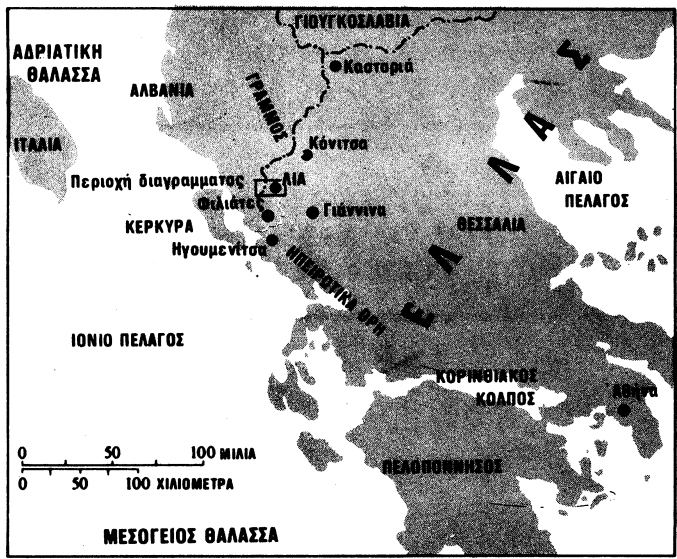 ΓΙΟΥΓΚΟΣΛΑΒΙΑ
ΑΔΡΙΑΤΙΚΗ
ΘΑΛΑΣΣΑ
Καστοριά
ΑΛΒΑΝΙΑ
ΓΡΑΜΜΟΣ
ΙΤΑΛΙΑ
Κόνιτσα
Περιοχή διαγραμματος
ΛΙΑ
ΑΙΓΑΙΟ
ΠΕΛΑΓΟΣ
Φιλιάτες
Γιάννινα
ΚΕΡΚΥΡΑ
ΘΕΣΣΑΛΙΑ
Ηγουμενίτσα
ΗΠΕΙΡΩΤΙΚΑ ΟΡΗ
ΕΛΛΑΣ
ΙΟΝΙΟ ΠΕΛΑΓΟΣ
ΚΟΡΙΝΘΙΑΚΟΣ
ΚΟΛΠΟΣ
Αθήνα
0 50 100 ΜΙΛΙΑ
0 50 100 ΧΙΛΙΟΜΕΤΡΑ
ΠΕΛΟΠΟΝΝΗΣΟΣ
ΜΕΣΟΓΕΙΟΣ ΘΑΛΑΣΣΑ